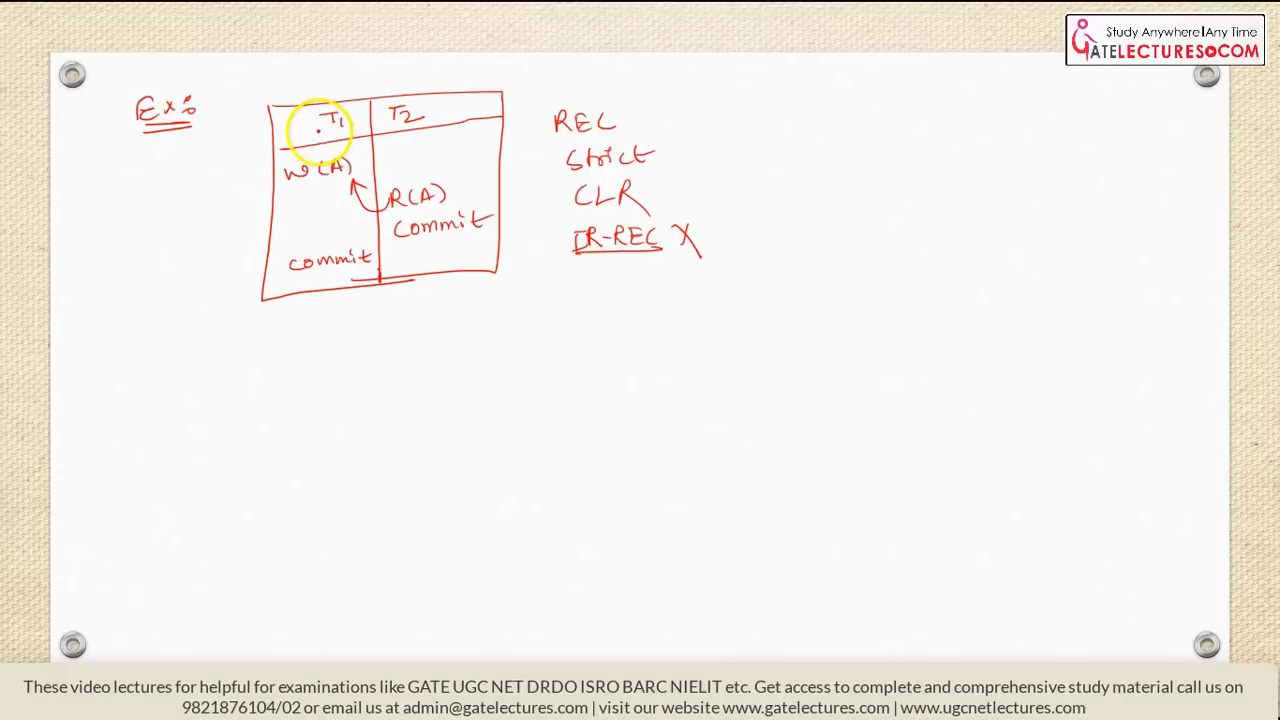 Study Anywhere|Any Time
GATELECTURES.COM
Ex:
T1 T2
W(A)
R(A)
commit
commit
REC
Strict
CLR
IR-REC X
These video lectures for helpful for examinations like GATE UGC NET DRDO ISRO BARC NIELIT etc. Get access to complete and comprehensive study material call us on
9821876104/02 or email us at admin@gatelectures.com | visit our website www.gatelectures.com | www.ugcnetlectures.com